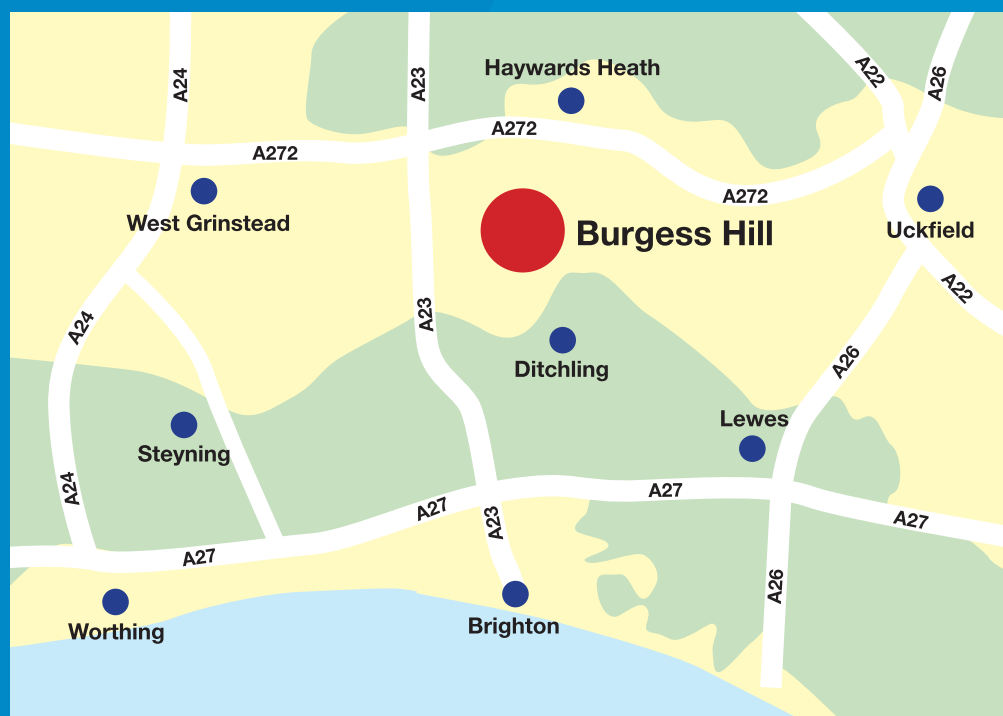 Haywards Heath
A22
A24
A23
A26
A272
A272
A272
West Grinstead
Burgess Hill
Uckfield
A22
A23
A24
A26
Ditchling
Lewes
Steyning
A24
A27
A27
A23
A27
A27
A26
Worthing
Brighton